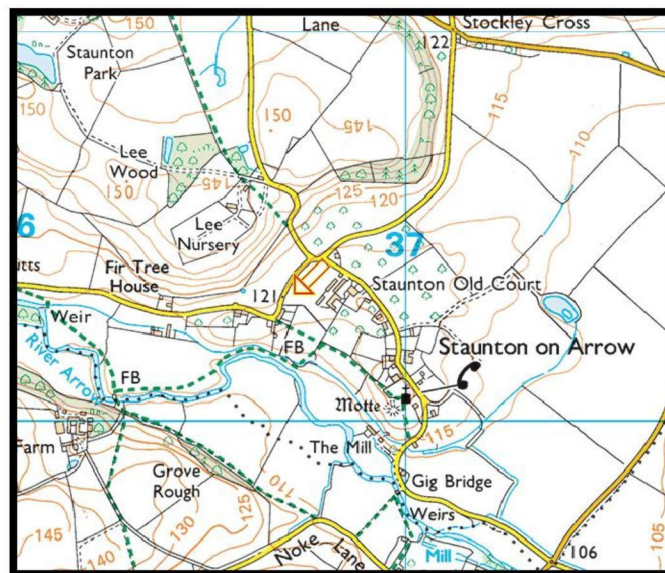 Lane
Stockley Cross
122
150
Staunton
Park
150
150
145
115
110
Lee
Wood
150
145
125
120
Lee
Nursery
6
37
utts
Fir Tree
House
121
Staunton Old Court
Weir
River Arrow
FB
FB
Staunton on Arrow
Motte
115
Farm
The Mill
Grove
Rough
110
Gig Bridge
Weirs
145
140
130
125
Noke Lane
Mill
106
105